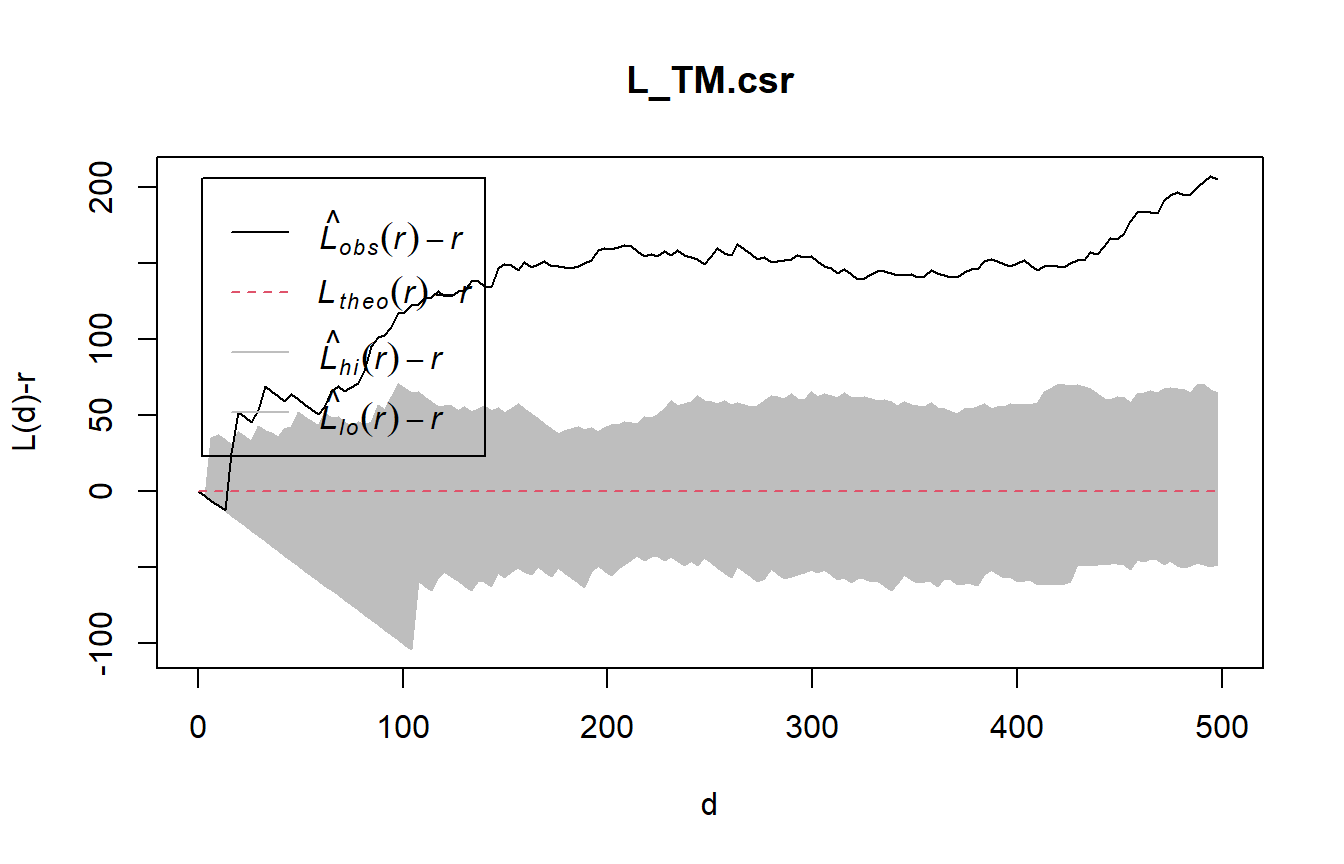 L_TM.csr
L̂obs(r) − r
Ltheo(r) − r
L̂hi(r) − r
L̂lo(r) − r
L(d)-r
200
100
50
0
-100
0 100 200 300 400 500
d